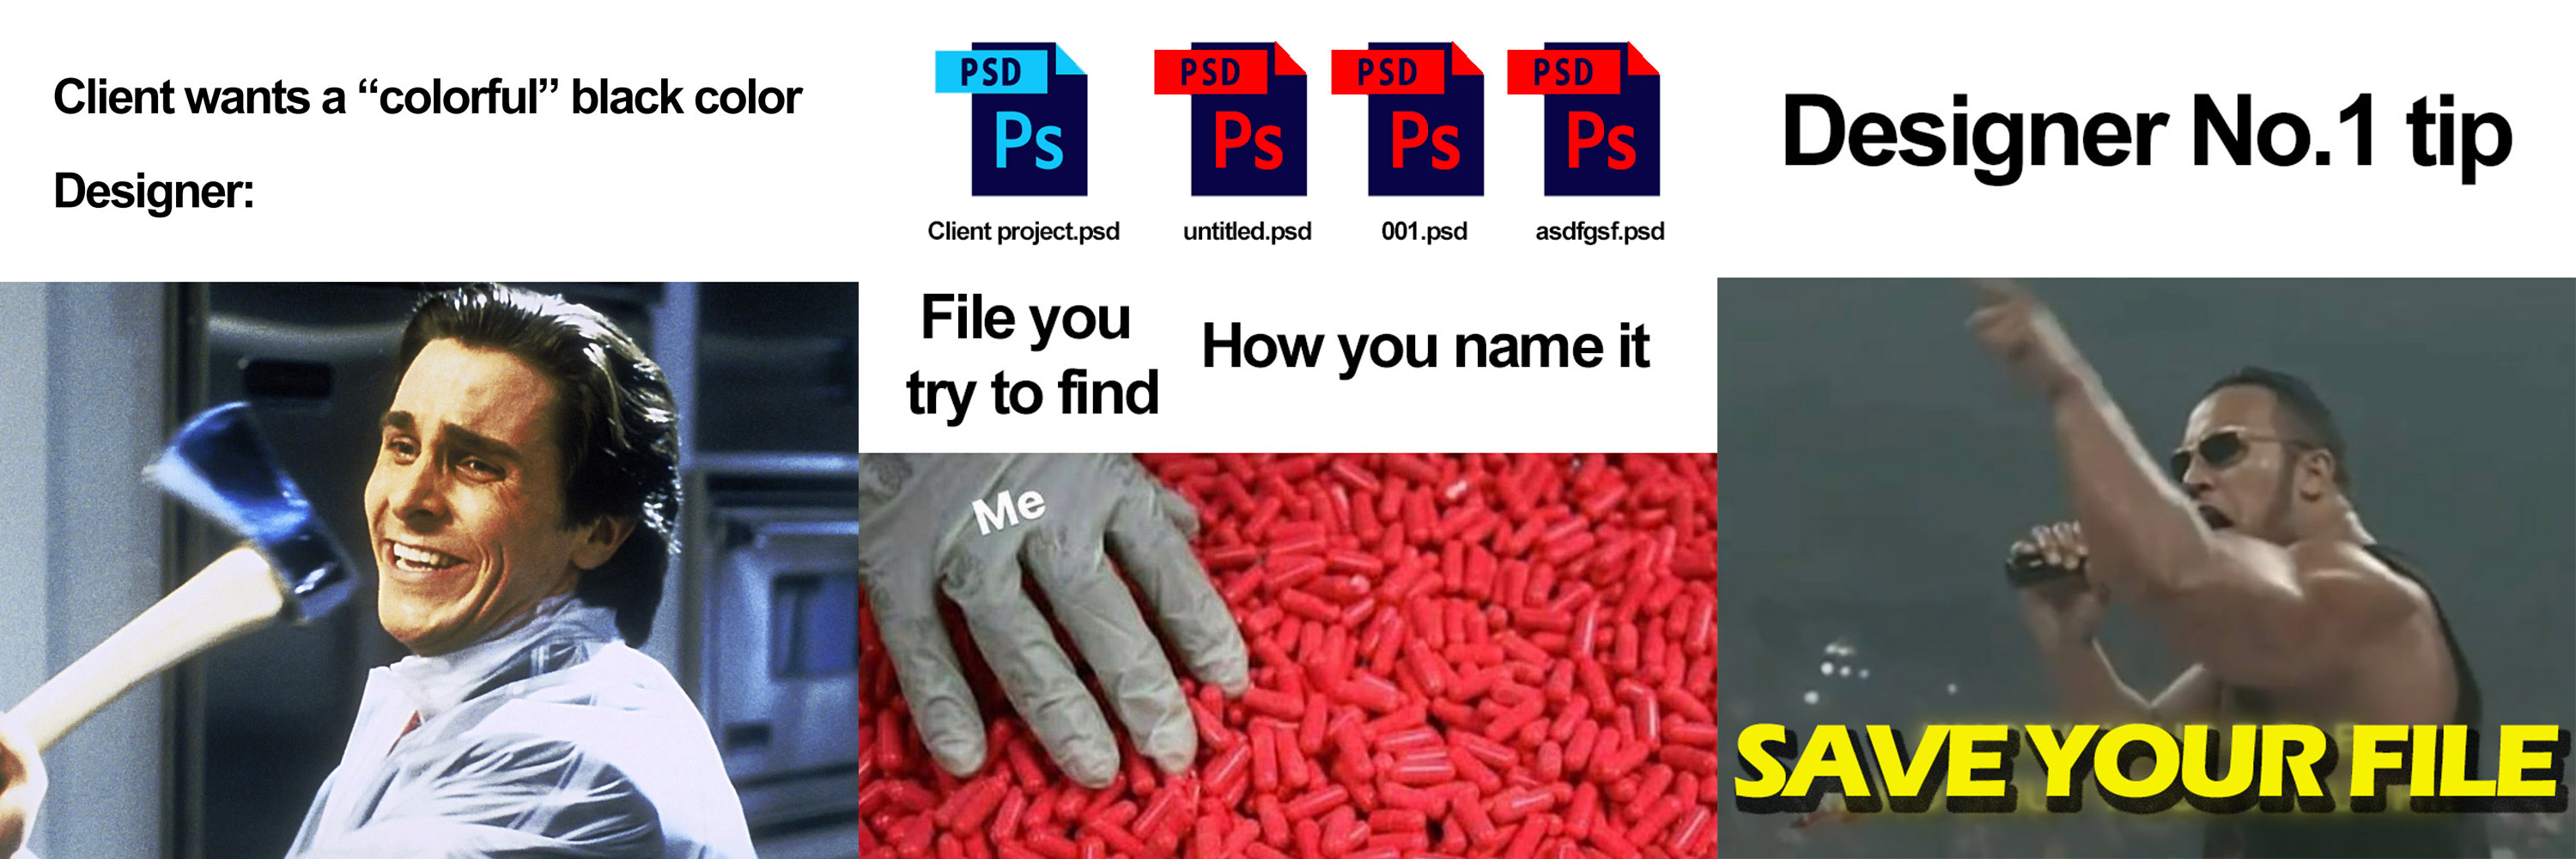 Client wants a “colorful” black color
Designer:
PSD
Ps
PSD
Ps
PSD
Ps
PSD
Ps
Client project.psd
untitled.psd
001.psd
asdfgsf.psd
File you
try to find
How you name it
Me
Designer No.1 tip
SAVE YOUR FILE